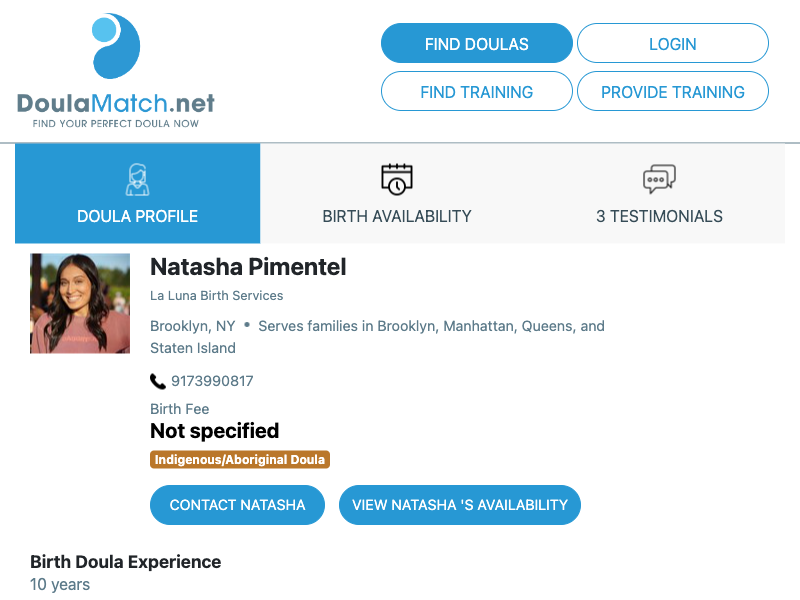 DoulaMatch.net
FIND YOUR PERFECT DOULA NOW
FIND DOULAS
LOGIN
FIND TRAINING
PROVIDE TRAINING
DOULA PROFILE
BIRTH AVAILABILITY
3 TESTIMONIALS
Natasha Pimentel
La Luna Birth Services
Brooklyn, NY • Serves families in Brooklyn, Manhattan, Queens, and
Staten Island
9173990817
Birth Fee
Not specified
Indigenous/Aboriginal Doula
CONTACT NATASHA
VIEW NATASHA 'S AVAILABILITY
Birth Doula Experience
10 years